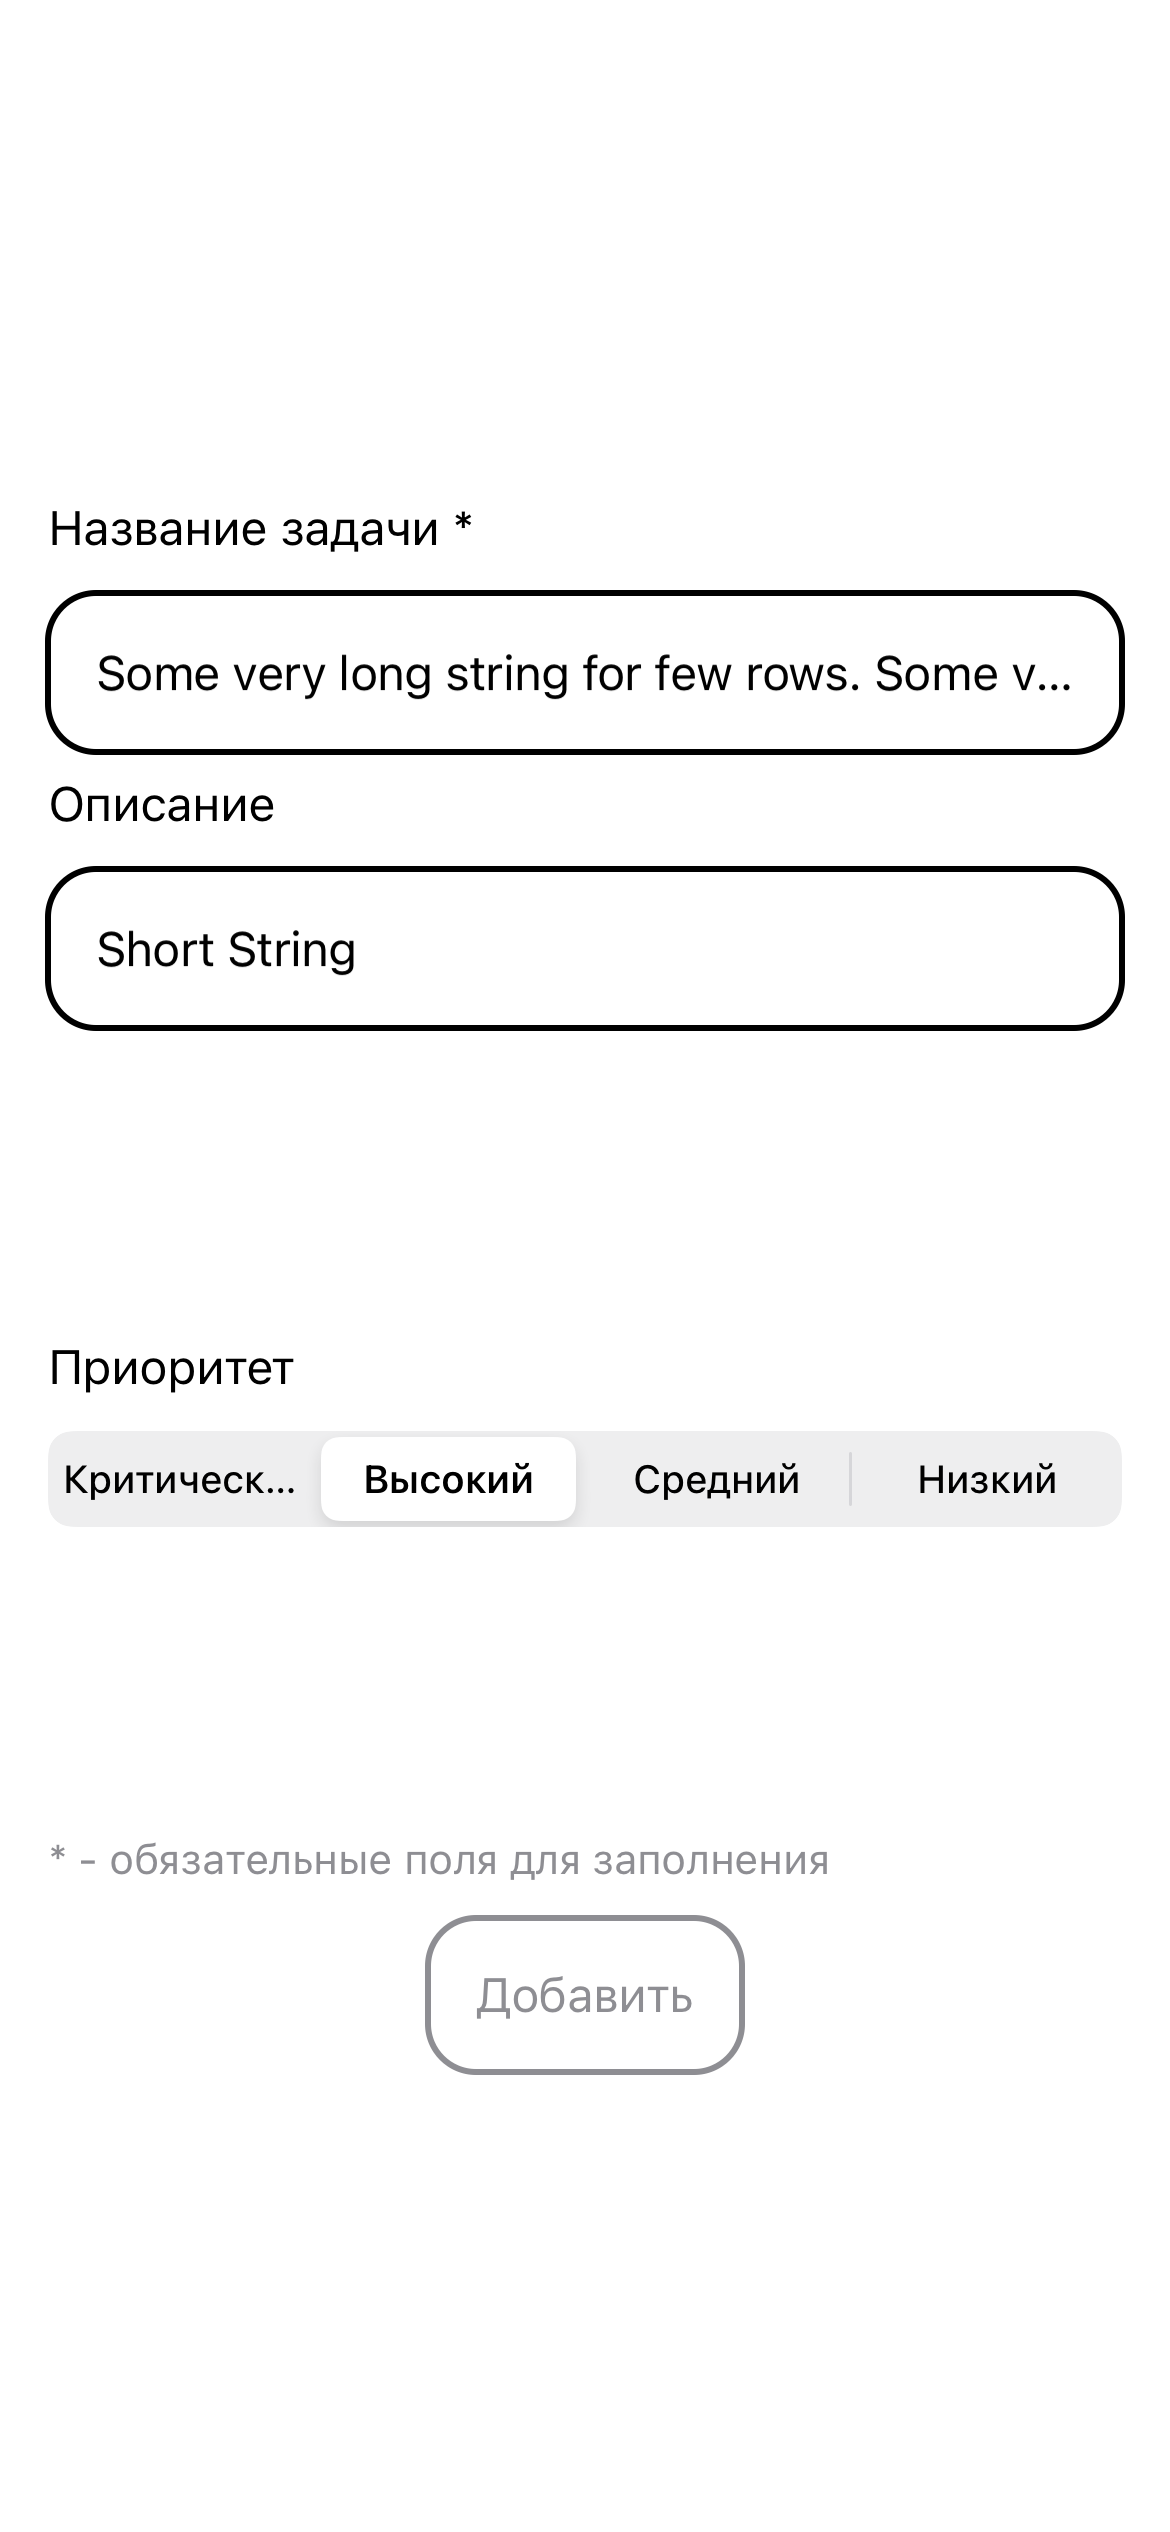 Название задачи *
Some very long string for few rows. Some v...
Описание
Short String
Приоритет
Критическ... Высокий Средний Низкий
* - обязательные поля для заполнения
Добавить